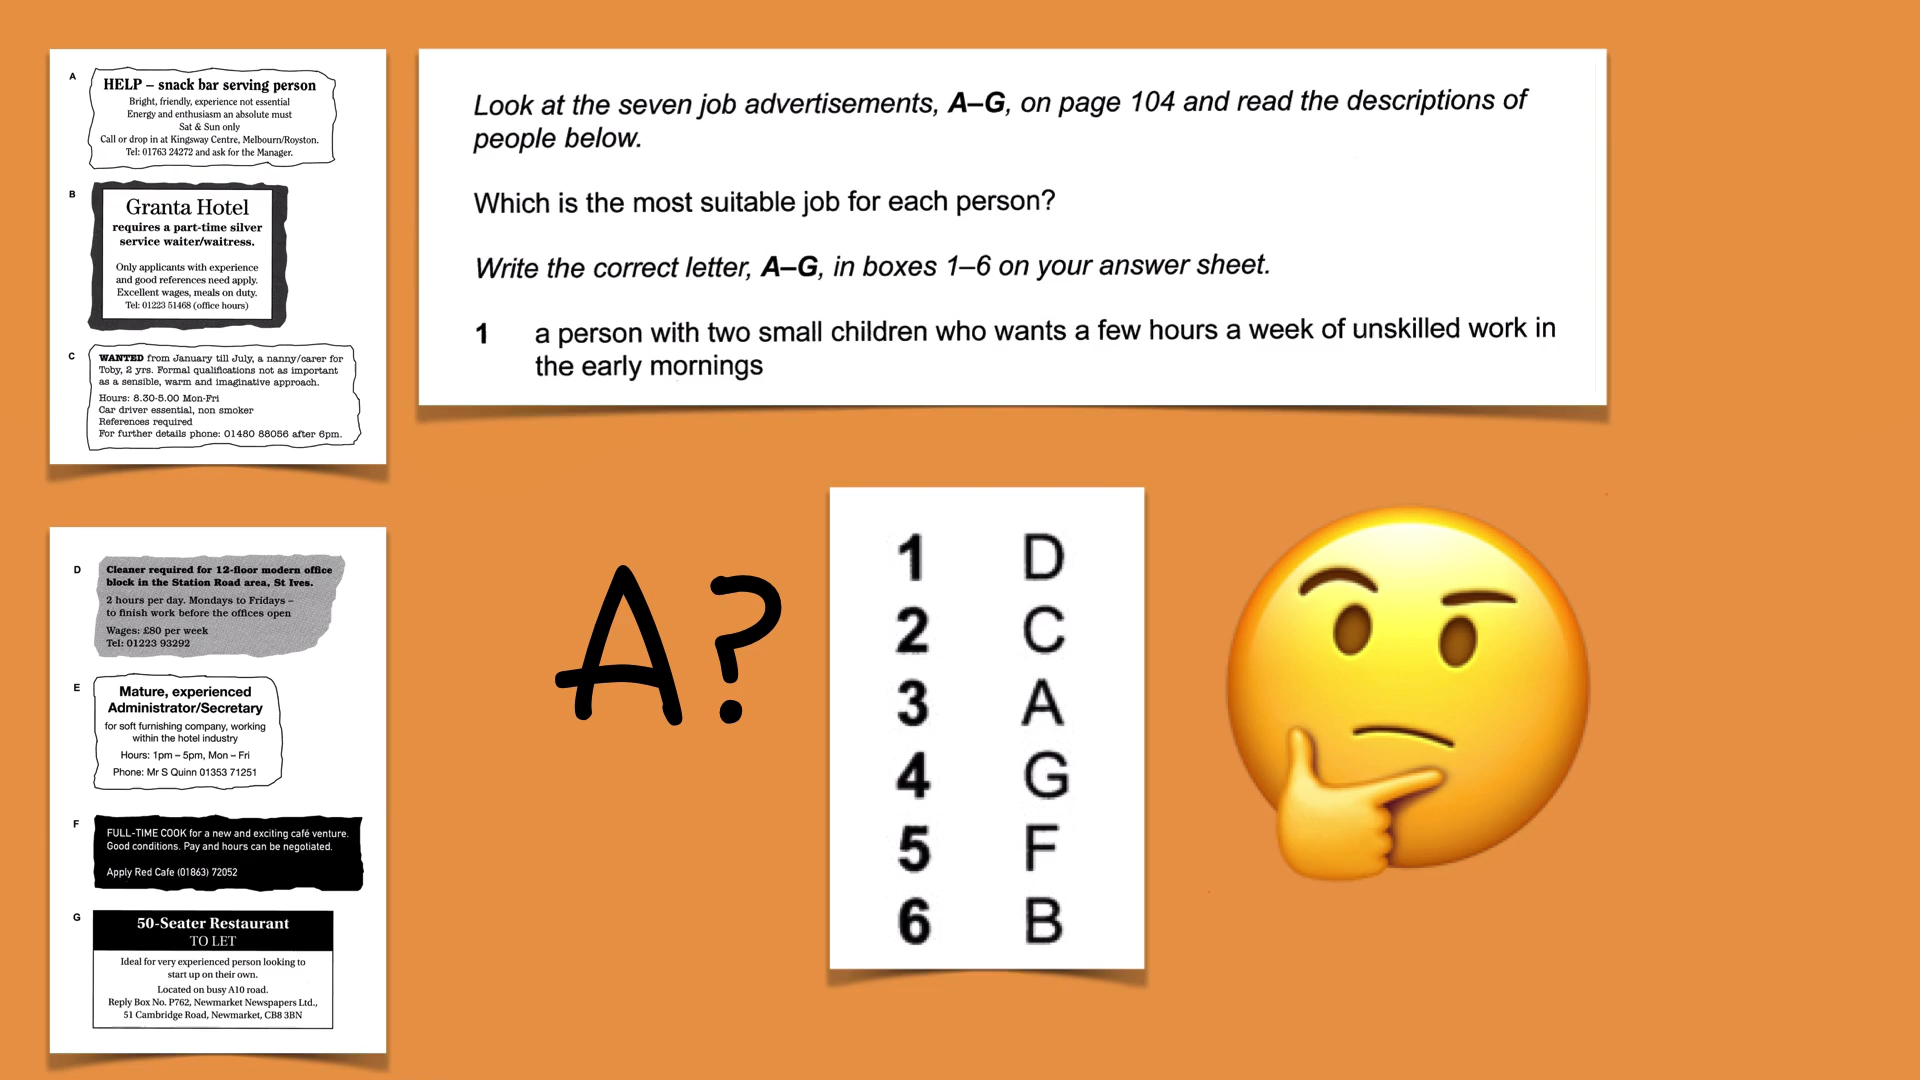 A
HELP – snack bar serving person
Bright, friendly, experience not essential
Energy and enthusiasm an absolute must
Sat & Sun only
Call or drop in at Kingsway Centre, Melbourn/Royston.
Tel: 01763 24272 and ask for the Manager.
B
Granta Hotel
requires a part-time silver
service waiter/waitress.
Only applicants with experience
and good references need apply.
Excellent wages, meals on duty.
Tel: 01223 51468 (office hours)
C
WANTED from January till July, a nanny/carer for
Toby, 2 yrs. Formal qualifications not as important
as a sensible, warm and imaginative approach.
Hours: 8.30-5.00 Mon-Fri
Car driver essential, non smoker
References required
For further details phone: 01480 88056 after 6pm.
D
Cleaner required for 12-floor modern office
block in the Station Road area, St Ives.
2 hours per day. Mondays to Fridays –
to finish work before the offices open
Wages: £80 per week
Tel: 01223 93292
E
Mature, experienced
Administrator/Secretary
for soft furnishing company, working
within the hotel industry
Hours: 1pm – 5pm, Mon – Fri
Phone: Mr S Quinn 01353 71251
F
FULL-TIME COOK for a new and exciting café venture.
Good conditions. Pay and hours can be negotiated.
Apply Red Cafe (01863) 72052
G
50-Seater Restaurant
TO LET
Ideal for very experienced person looking to
start up on their own.
Located on busy A10 road.
Reply Box No. P762, Newmarket Newspapers Ltd.,
51 Cambridge Road, Newmarket, CB8 3BN
Look at the seven job advertisements, A–G, on page 104 and read the descriptions of
people below.
Which is the most suitable job for each person?
Write the correct letter, A–G, in boxes 1–6 on your answer sheet.
1 a person with two small children who wants a few hours a week of unskilled work in
the early mornings
A?
1 D
2 C
3 A
4 G
5 F
6 B